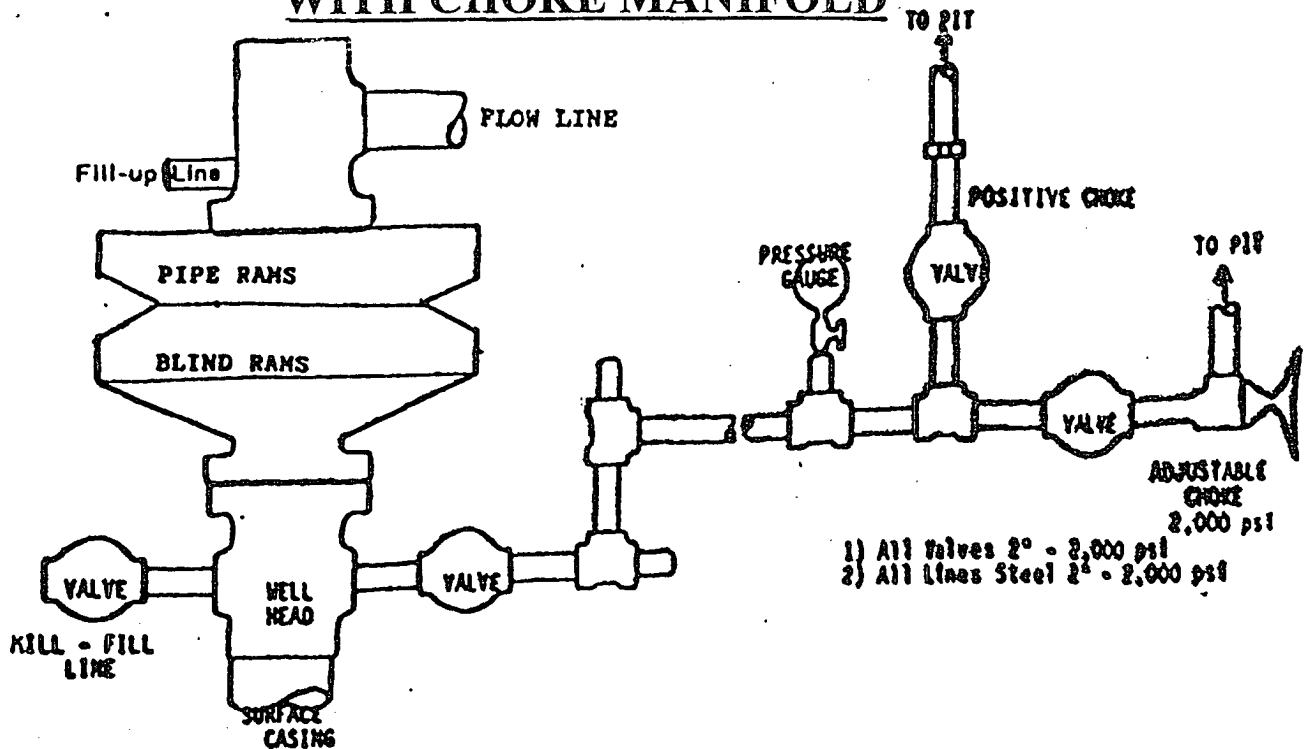 WITH CHOKE MANIFOLD
TO PIT
FLOW LINE
Fill-up Line
POSITIVE CHOKE
PIPE RAMS
PRESSURE
GAUGE
VALV
TO PIT
BLIND RAMS
VALVE
ADJUSTABLE
CHOKE
2,000 psi
1) All Valves 2" - 2,000 psi
2) All Lines Steel 2" - 2,000 psi
VALVE
WELL
HEAD
VALVE
KILL - FILL
LINE
SURFACE
CASING